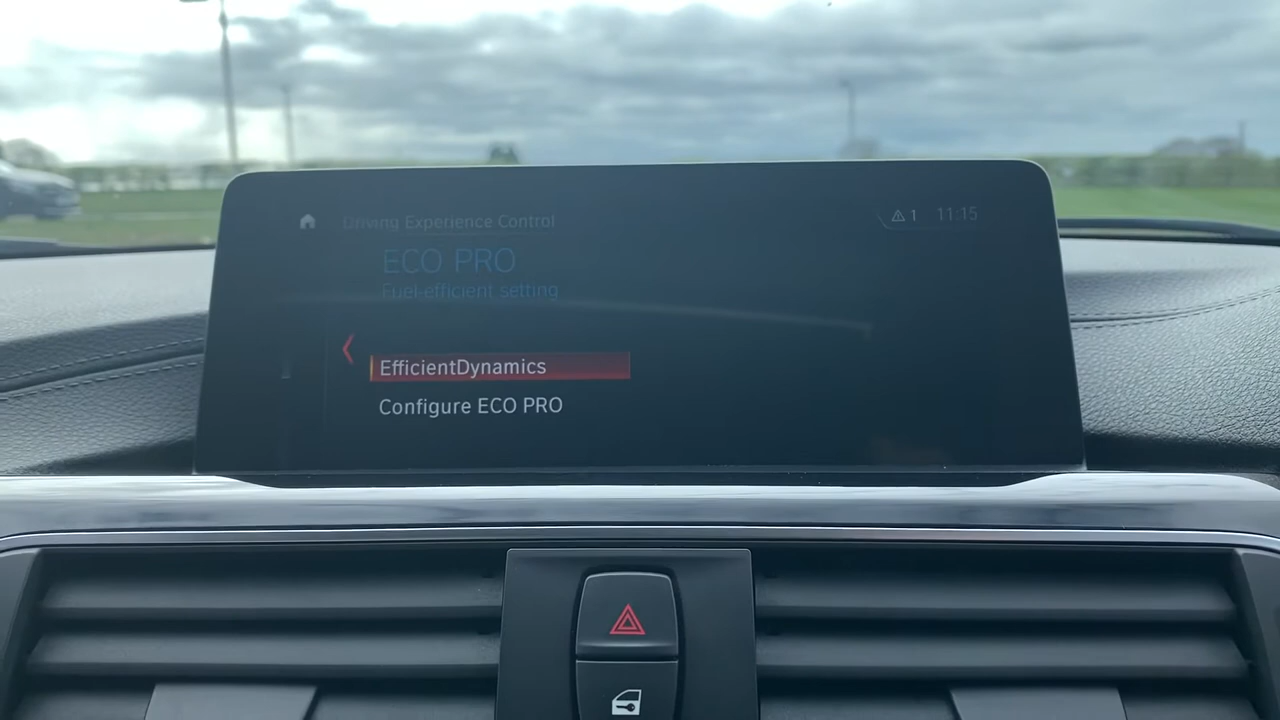 Driving Experience Control
1 11:15
ECO PRO
Fuel-efficient setting
EfficientDynamics
Configure ECO PRO